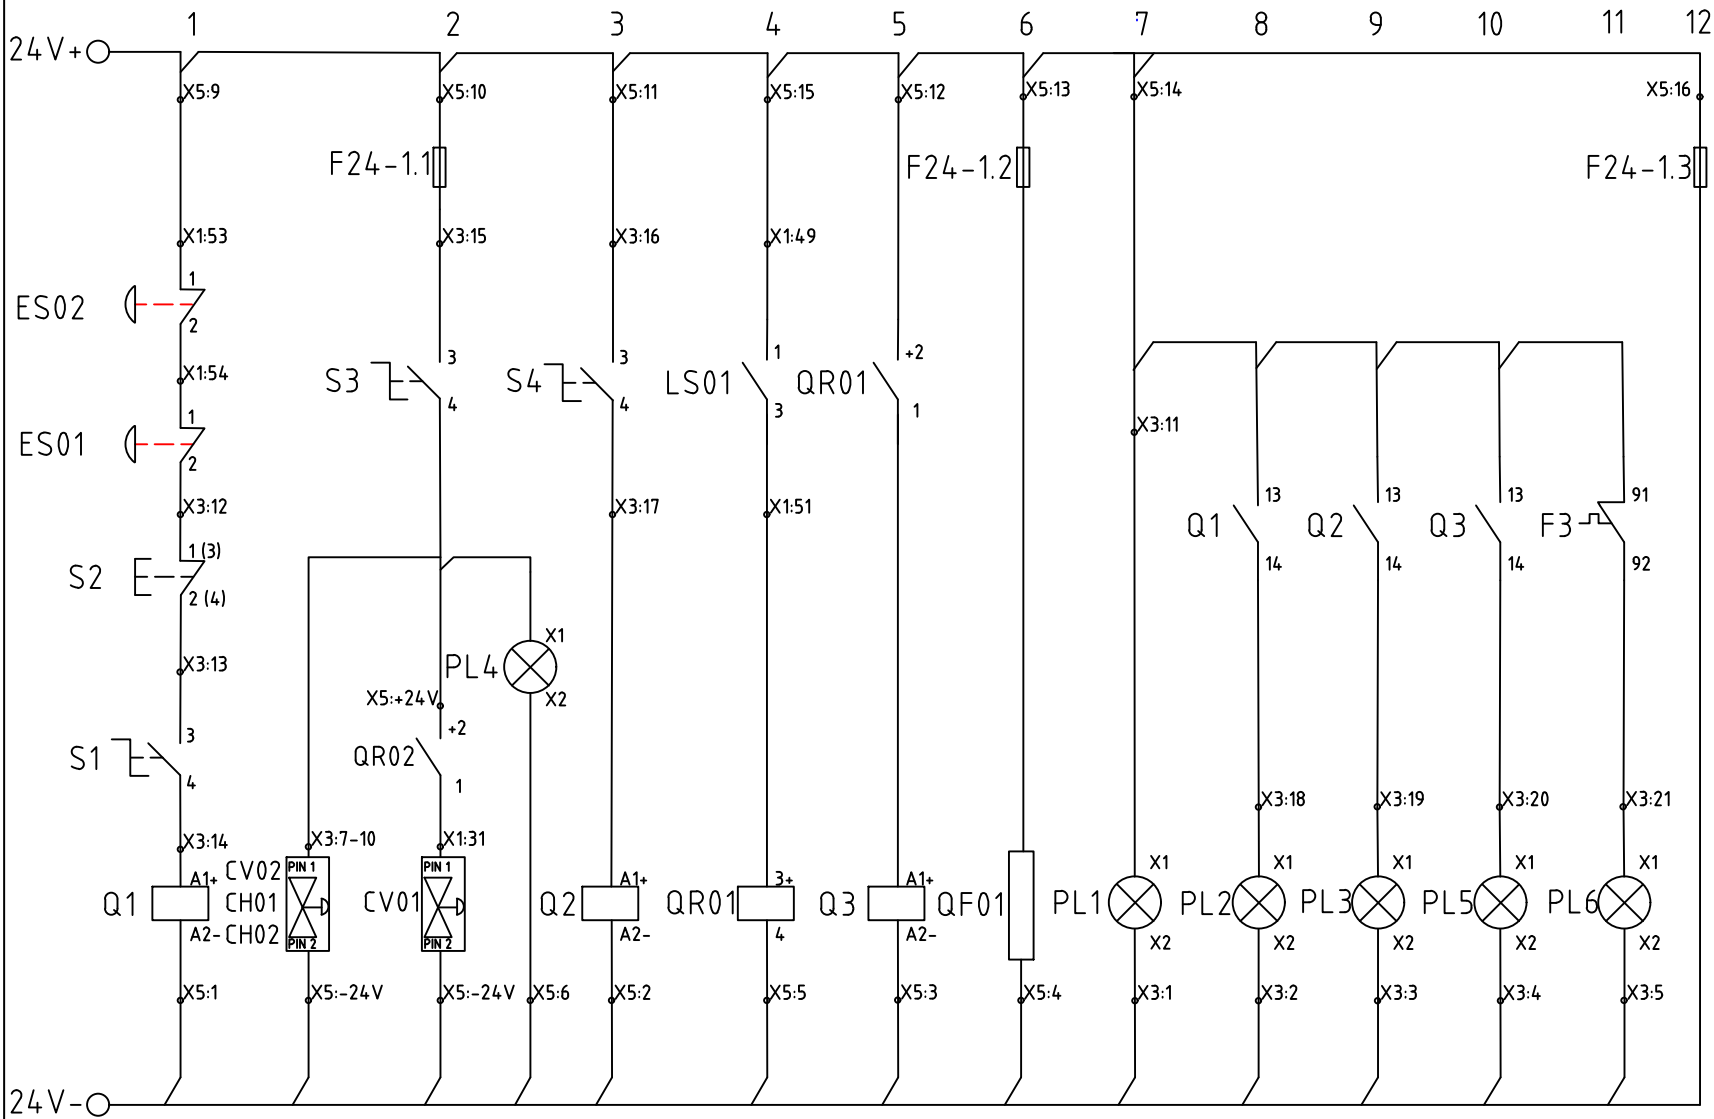 1 2 3 4 5 6 7 8 9 10 11 12
24V+
X5:9 X5:10 X5:11 X5:15 X5:12 X5:13 X5:14 X5:16
F24-1.1 F24-1.2 F24-1.3
X1:53 X3:15 X3:16 X1:49
1
ES02
2
3 3 1 +2
X1:54 S3 S4 LS01 QR01
4 4 3 1
1
ES01
2
X3:11
13 13 13 91
X3:12 X3:17 X1:51
Q1 Q2 Q3 F3
14 14 14 92
1 (3)
S2
2 (4)
X1
X3:13 PL4
X2
X5:+24V
+2
3
S1 QR02
4 1
X3:18 X3:19 X3:20 X3:21
X3:14 X3:7-10 X1:31
X1 X1 X1 X1 X1
CV02 PIN 1 PIN 1
A1+ A1+ 3+ A1+
Q1 CH01 CV01 Q2 QR01 Q3 QF01 PL1 PL2 PL3 PL5 PL6
A2- CH02 A2- 4 A2-
PIN 2 PIN 2
X2 X2 X2 X2 X2
X5:1 X5:-24V X5:-24V X5:6 X5:2 X5:5 X5:3 X5:4 X3:1 X3:2 X3:3 X3:4 X3:5
24V-